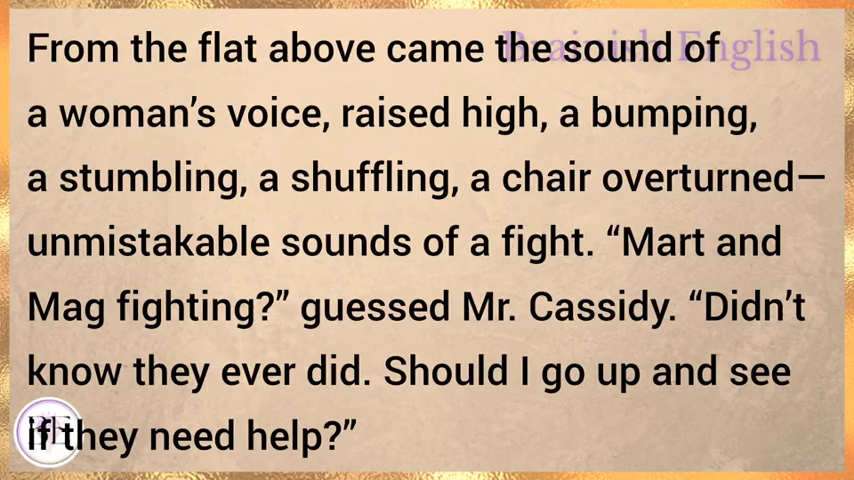 Brainish English
From the flat above came the sound of
a woman’s voice, raised high, a bumping,
a stumbling, a shuffling, a chair overturned—
unmistakable sounds of a fight. “Mart and
Mag fighting?” guessed Mr. Cassidy. “Didn’t
know they ever did. Should I go up and see
if they need help?”